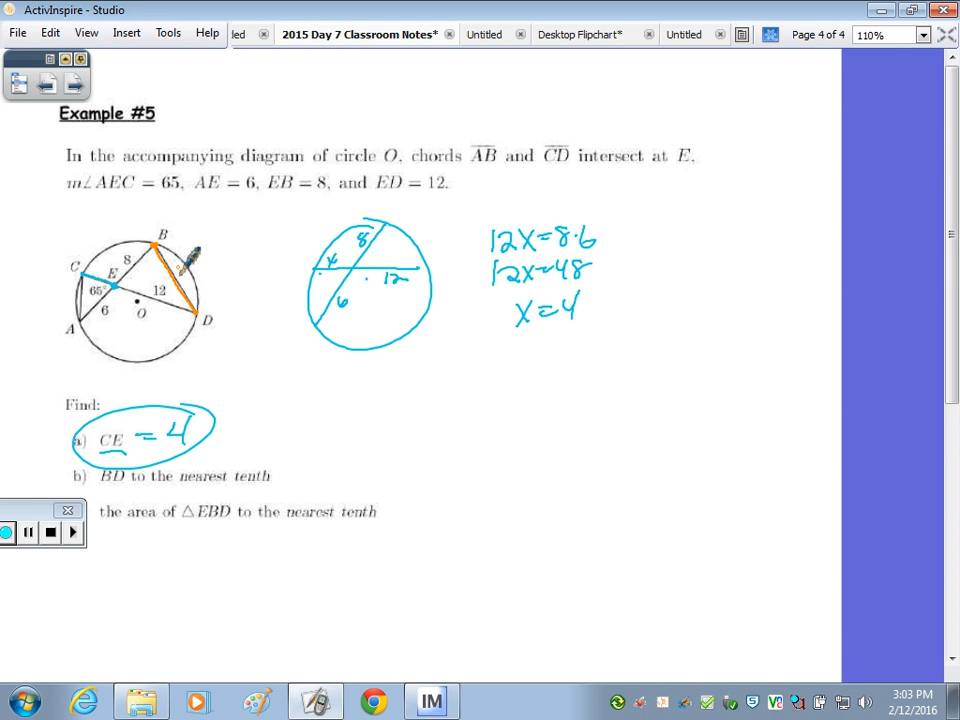 ActivInspire - Studio
File Edit View Insert Tools Help
led 2015 Day 7 Classroom Notes* Untitled Desktop Flipchart* Untitled Page 4 of 4 110%
Example #5
In the accompanying diagram of circle O, chords AB and CD intersect at E,
m∠AEC = 65, AE = 6, EB = 8, and ED = 12.
B
C
E
8
65°
12
6
O
A
D
8
x
12
6
12x=8·6
12x=48
x=4
Find:
a) CE = 4
b) BD to the nearest tenth
the area of △EBD to the nearest tenth
IM
3:03 PM
2/12/2016